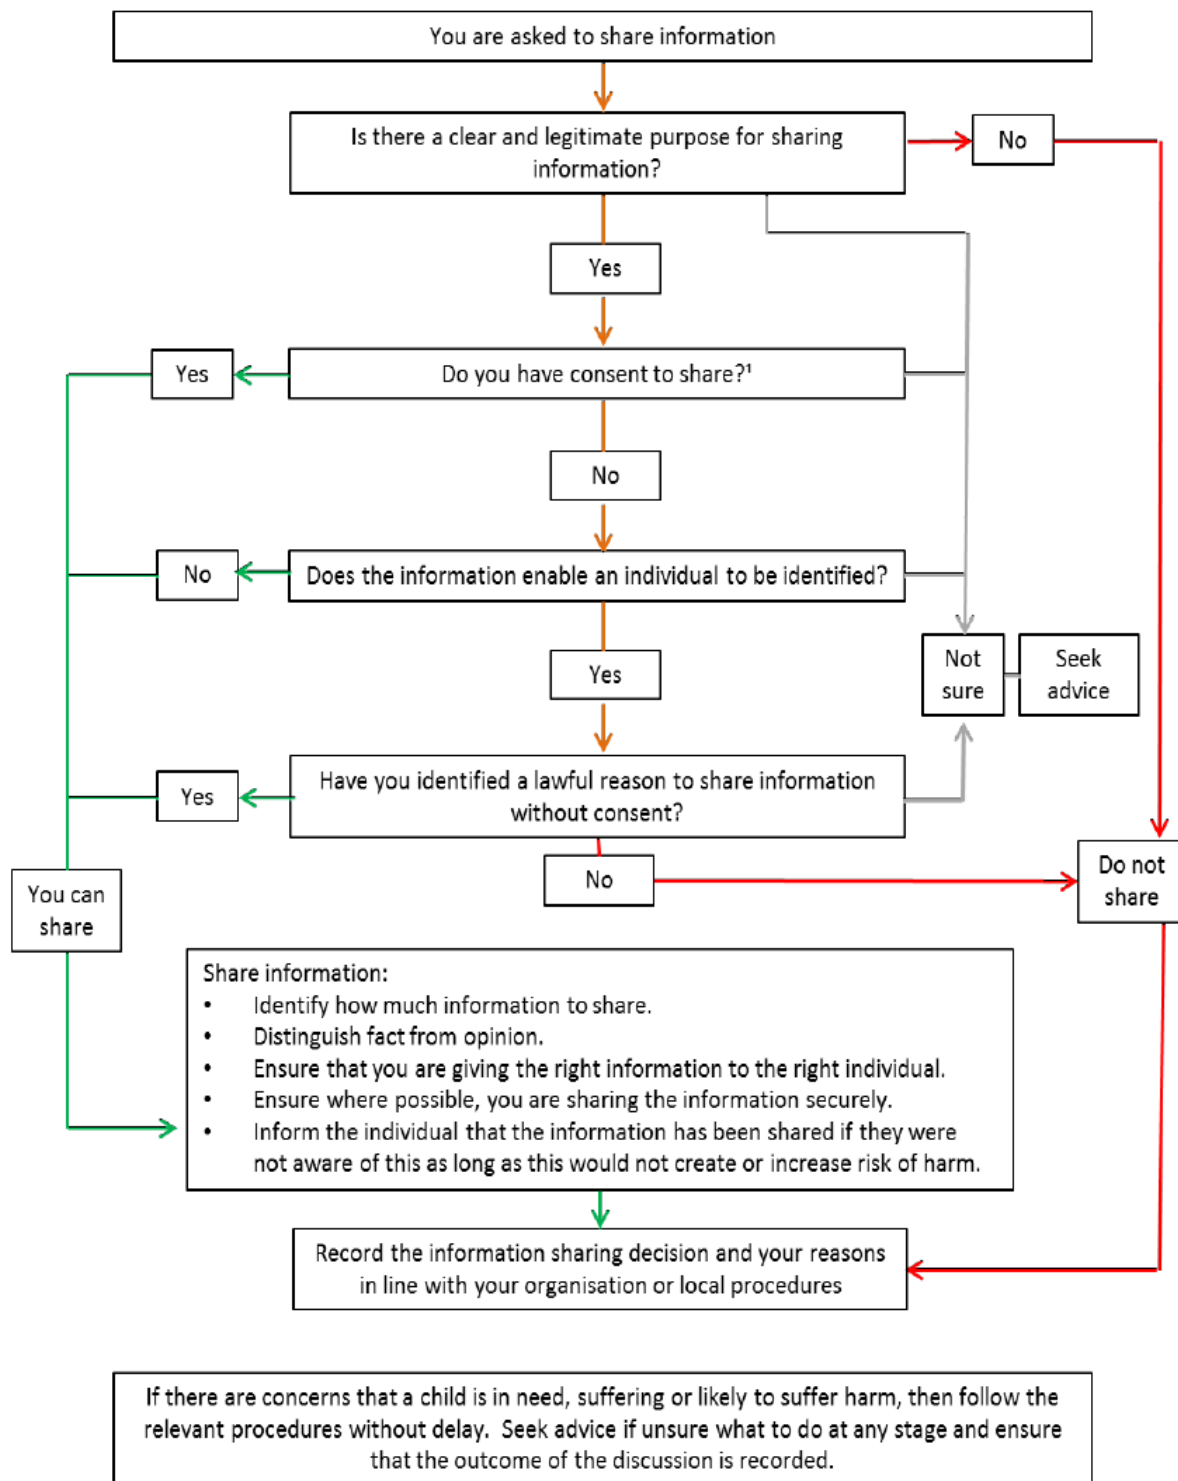 You are asked to share information
Is there a clear and legitimate purpose for sharing
information?
No
Yes
Yes
Do you have consent to share?¹
No
No
Does the information enable an individual to be identified?
Yes
Not
sure
Seek
advice
Yes
Have you identified a lawful reason to share information
without consent?
No
Do not
share
You can
share
Share information:
• Identify how much information to share.
• Distinguish fact from opinion.
• Ensure that you are giving the right information to the right individual.
• Ensure where possible, you are sharing the information securely.
• Inform the individual that the information has been shared if they were
not aware of this as long as this would not create or increase risk of harm.
Record the information sharing decision and your reasons
in line with your organisation or local procedures
If there are concerns that a child is in need, suffering or likely to suffer harm, then follow the
relevant procedures without delay. Seek advice if unsure what to do at any stage and ensure
that the outcome of the discussion is recorded.